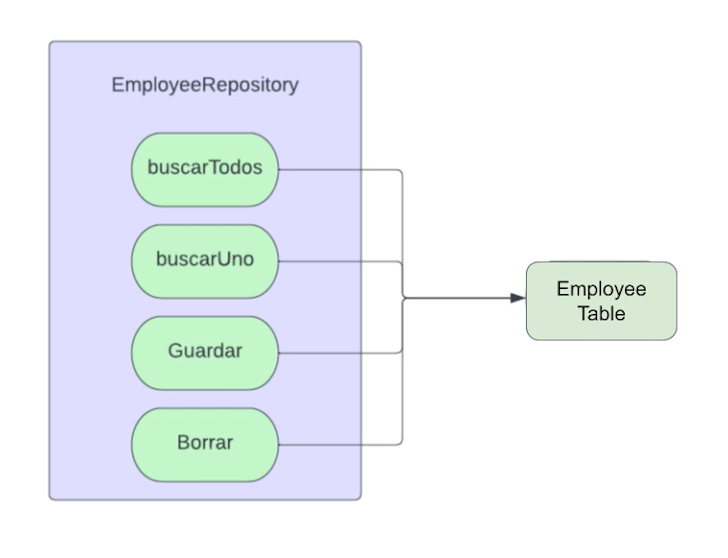 EmployeeRepository
buscarTodos
buscarUno
Guardar
Borrar
Employee
Table